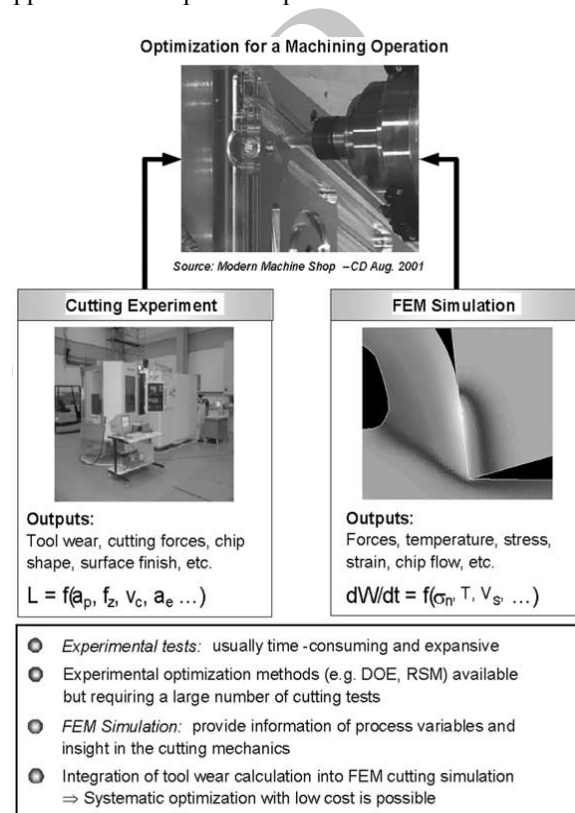 Optimization for a Machining Operation
Source: Modern Machine Shop –CD Aug. 2001
Cutting Experiment
Outputs:
Tool wear, cutting forces, chip
shape, surface finish, etc.
L = f(aₚ, f_z, v_c, aₑ ...)
FEM Simulation
Outputs:
Forces, temperature, stress,
strain, chip flow, etc.
dW/dt = f(σₙ, T, Vₛ, ...)
Experimental tests: usually time -consuming and expansive
Experimental optimization methods (e.g. DOE, RSM) available
but requiring a large number of cutting tests
FEM Simulation: provide information of process variables and
insight in the cutting mechanics
Integration of tool wear calculation into FEM cutting simulation
⇒ Systematic optimization with low cost is possible